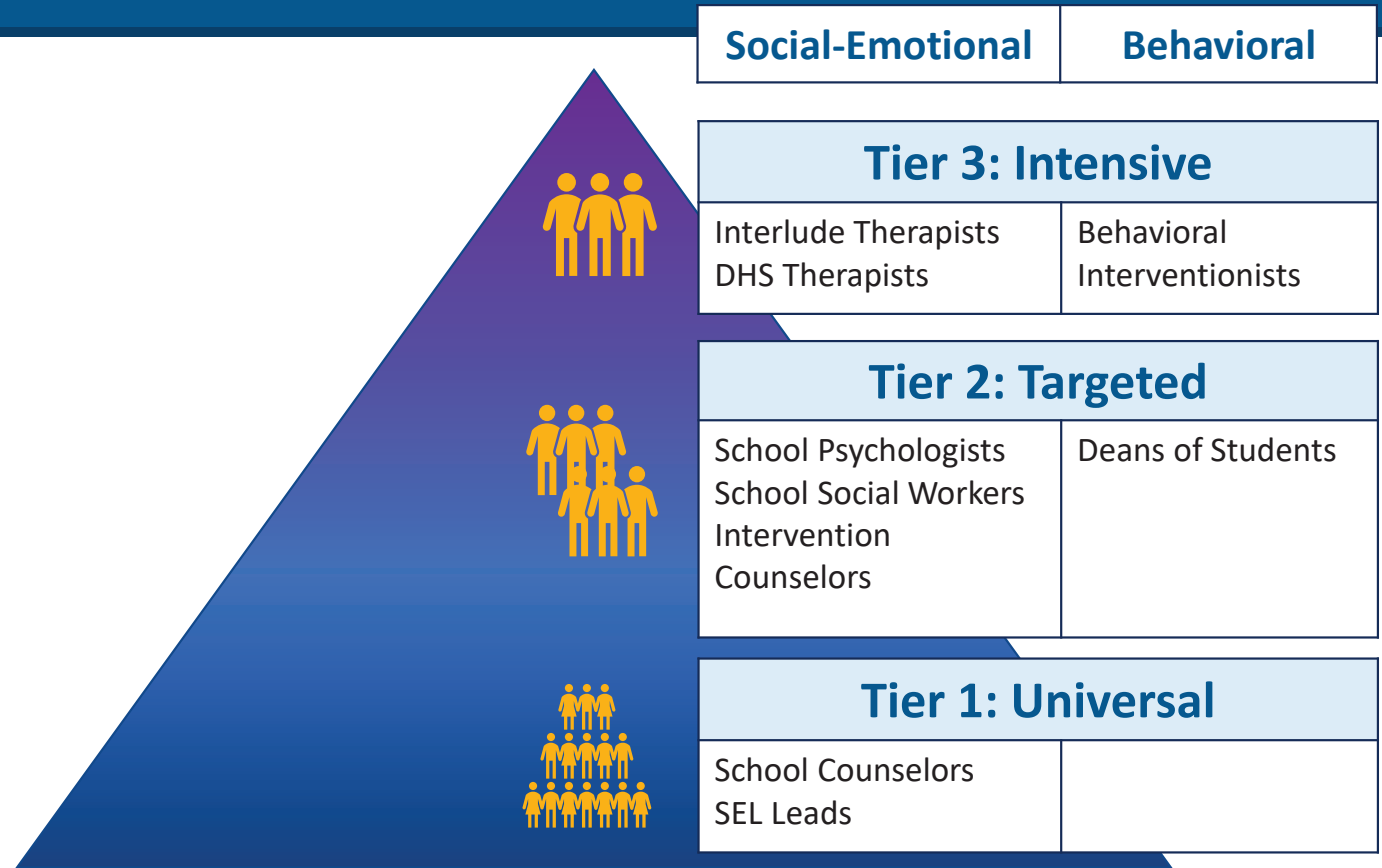 Social-Emotional
Behavioral
Tier 3: Intensive
Interlude Therapists
DHS Therapists
Behavioral
Interventionists
Tier 2: Targeted
School Psychologists
School Social Workers
Intervention
Counselors
Deans of Students
Tier 1: Universal
School Counselors
SEL Leads